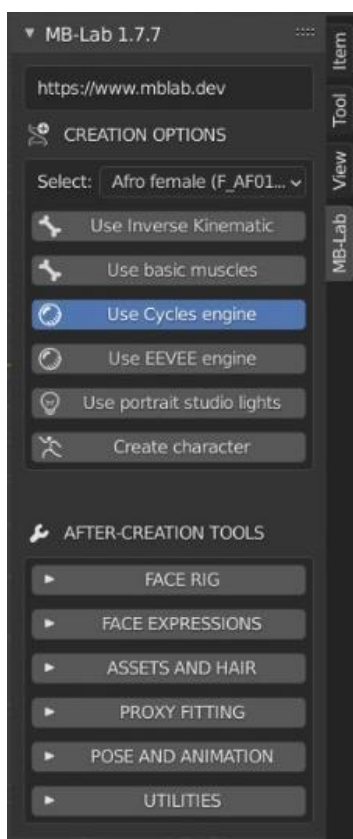 MB-Lab 1.7.7
https://www.mblab.dev
CREATION OPTIONS
Select: Afro female (F_AF01...
Use Inverse Kinematic
Use basic muscles
Use Cycles engine
Use EEVEE engine
Use portrait studio lights
Create character
AFTER-CREATION TOOLS
FACE RIG
FACE EXPRESSIONS
ASSETS AND HAIR
PROXY FITTING
POSE AND ANIMATION
UTILITIES
Item
Tool
View
MB-Lab